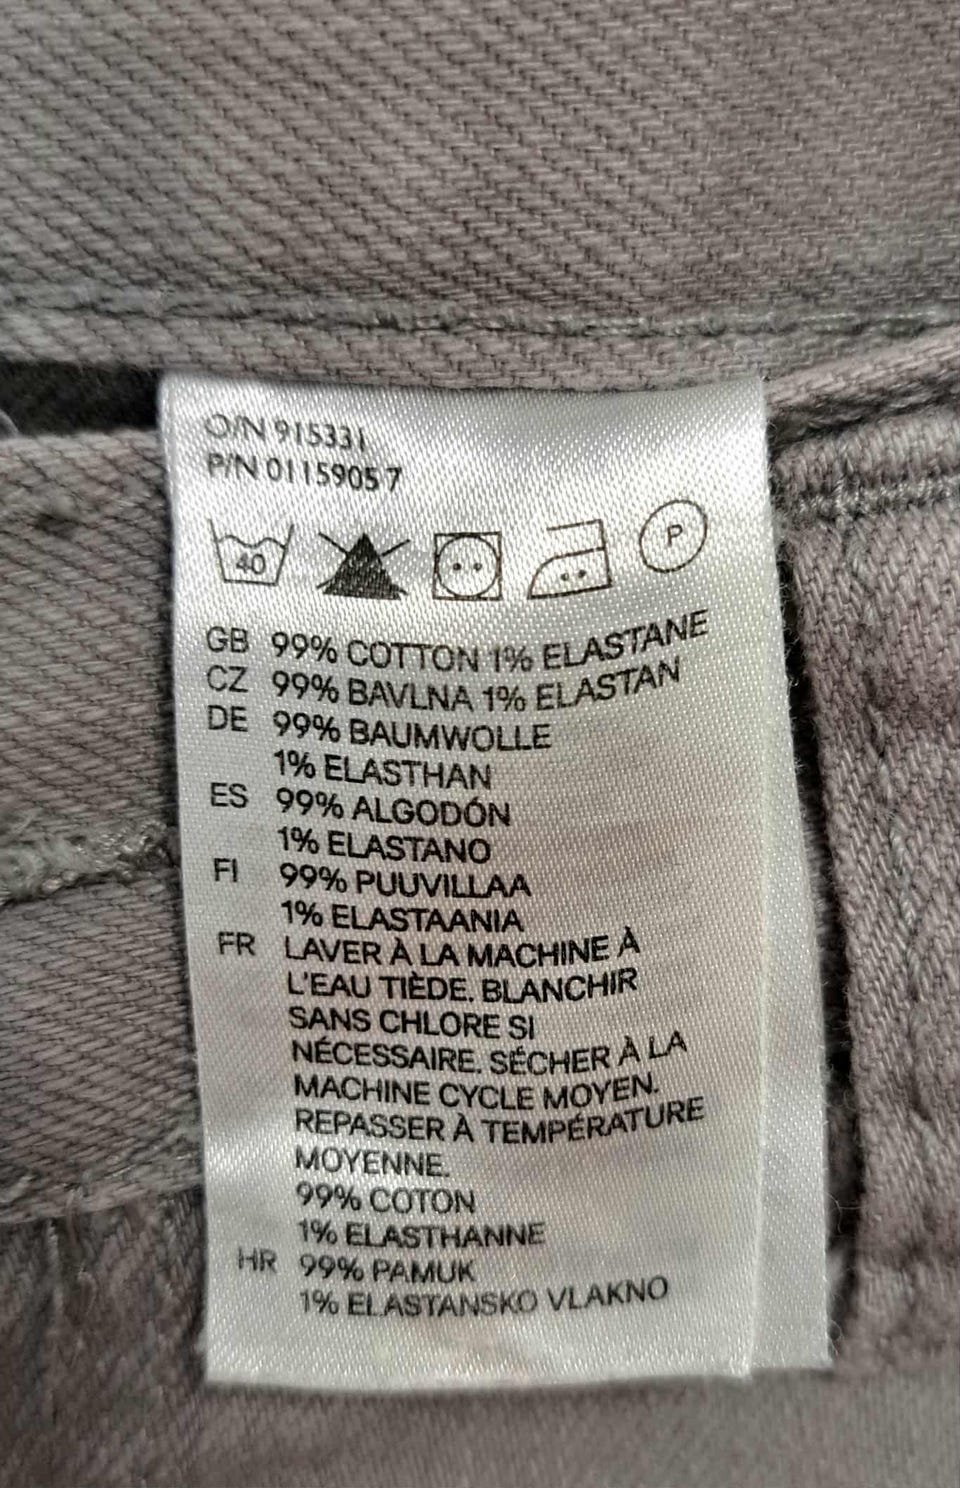 O/N 915331
P/N 01159057
40 P
GB 99% COTTON 1% ELASTANE
CZ 99% BAVLNA 1% ELASTAN
DE 99% BAUMWOLLE
1% ELASTHAN
ES 99% ALGODÓN
1% ELASTANO
FI 99% PUUVILLAA
1% ELASTAANIA
FR LAVER À LA MACHINE À
L'EAU TIÈDE. BLANCHIR
SANS CHLORE SI
NÉCESSAIRE. SÉCHER À LA
MACHINE CYCLE MOYEN.
REPASSER À TEMPÉRATURE
MOYENNE.
99% COTON
1% ELASTHANNE
HR 99% PAMUK
1% ELASTANSKO VLAKNO